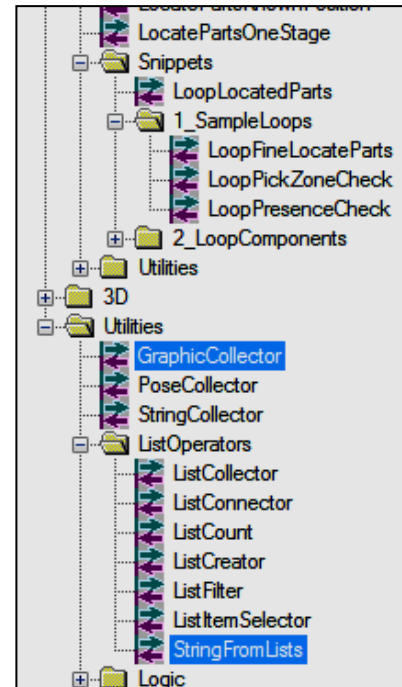 LocatePartsOneStage
Snippets
LoopLocatedParts
1_SampleLoops
LoopFineLocateParts
LoopPickZoneCheck
LoopPresenceCheck
2_LoopComponents
Utilities
3D
Utilities
GraphicCollector
PoseCollector
StringCollector
ListOperators
ListCollector
ListConnector
ListCount
ListCreator
ListFilter
ListItemSelector
StringFromLists
Logic